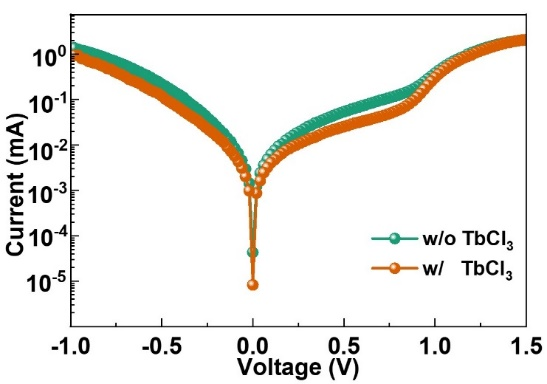 10⁰
10⁻¹
10⁻²
10⁻³
10⁻⁴
10⁻⁵
Current (mA)
w/o TbCl₃
w/ TbCl₃
-1.0 -0.5 0.0 0.5 1.0 1.5
Voltage (V)